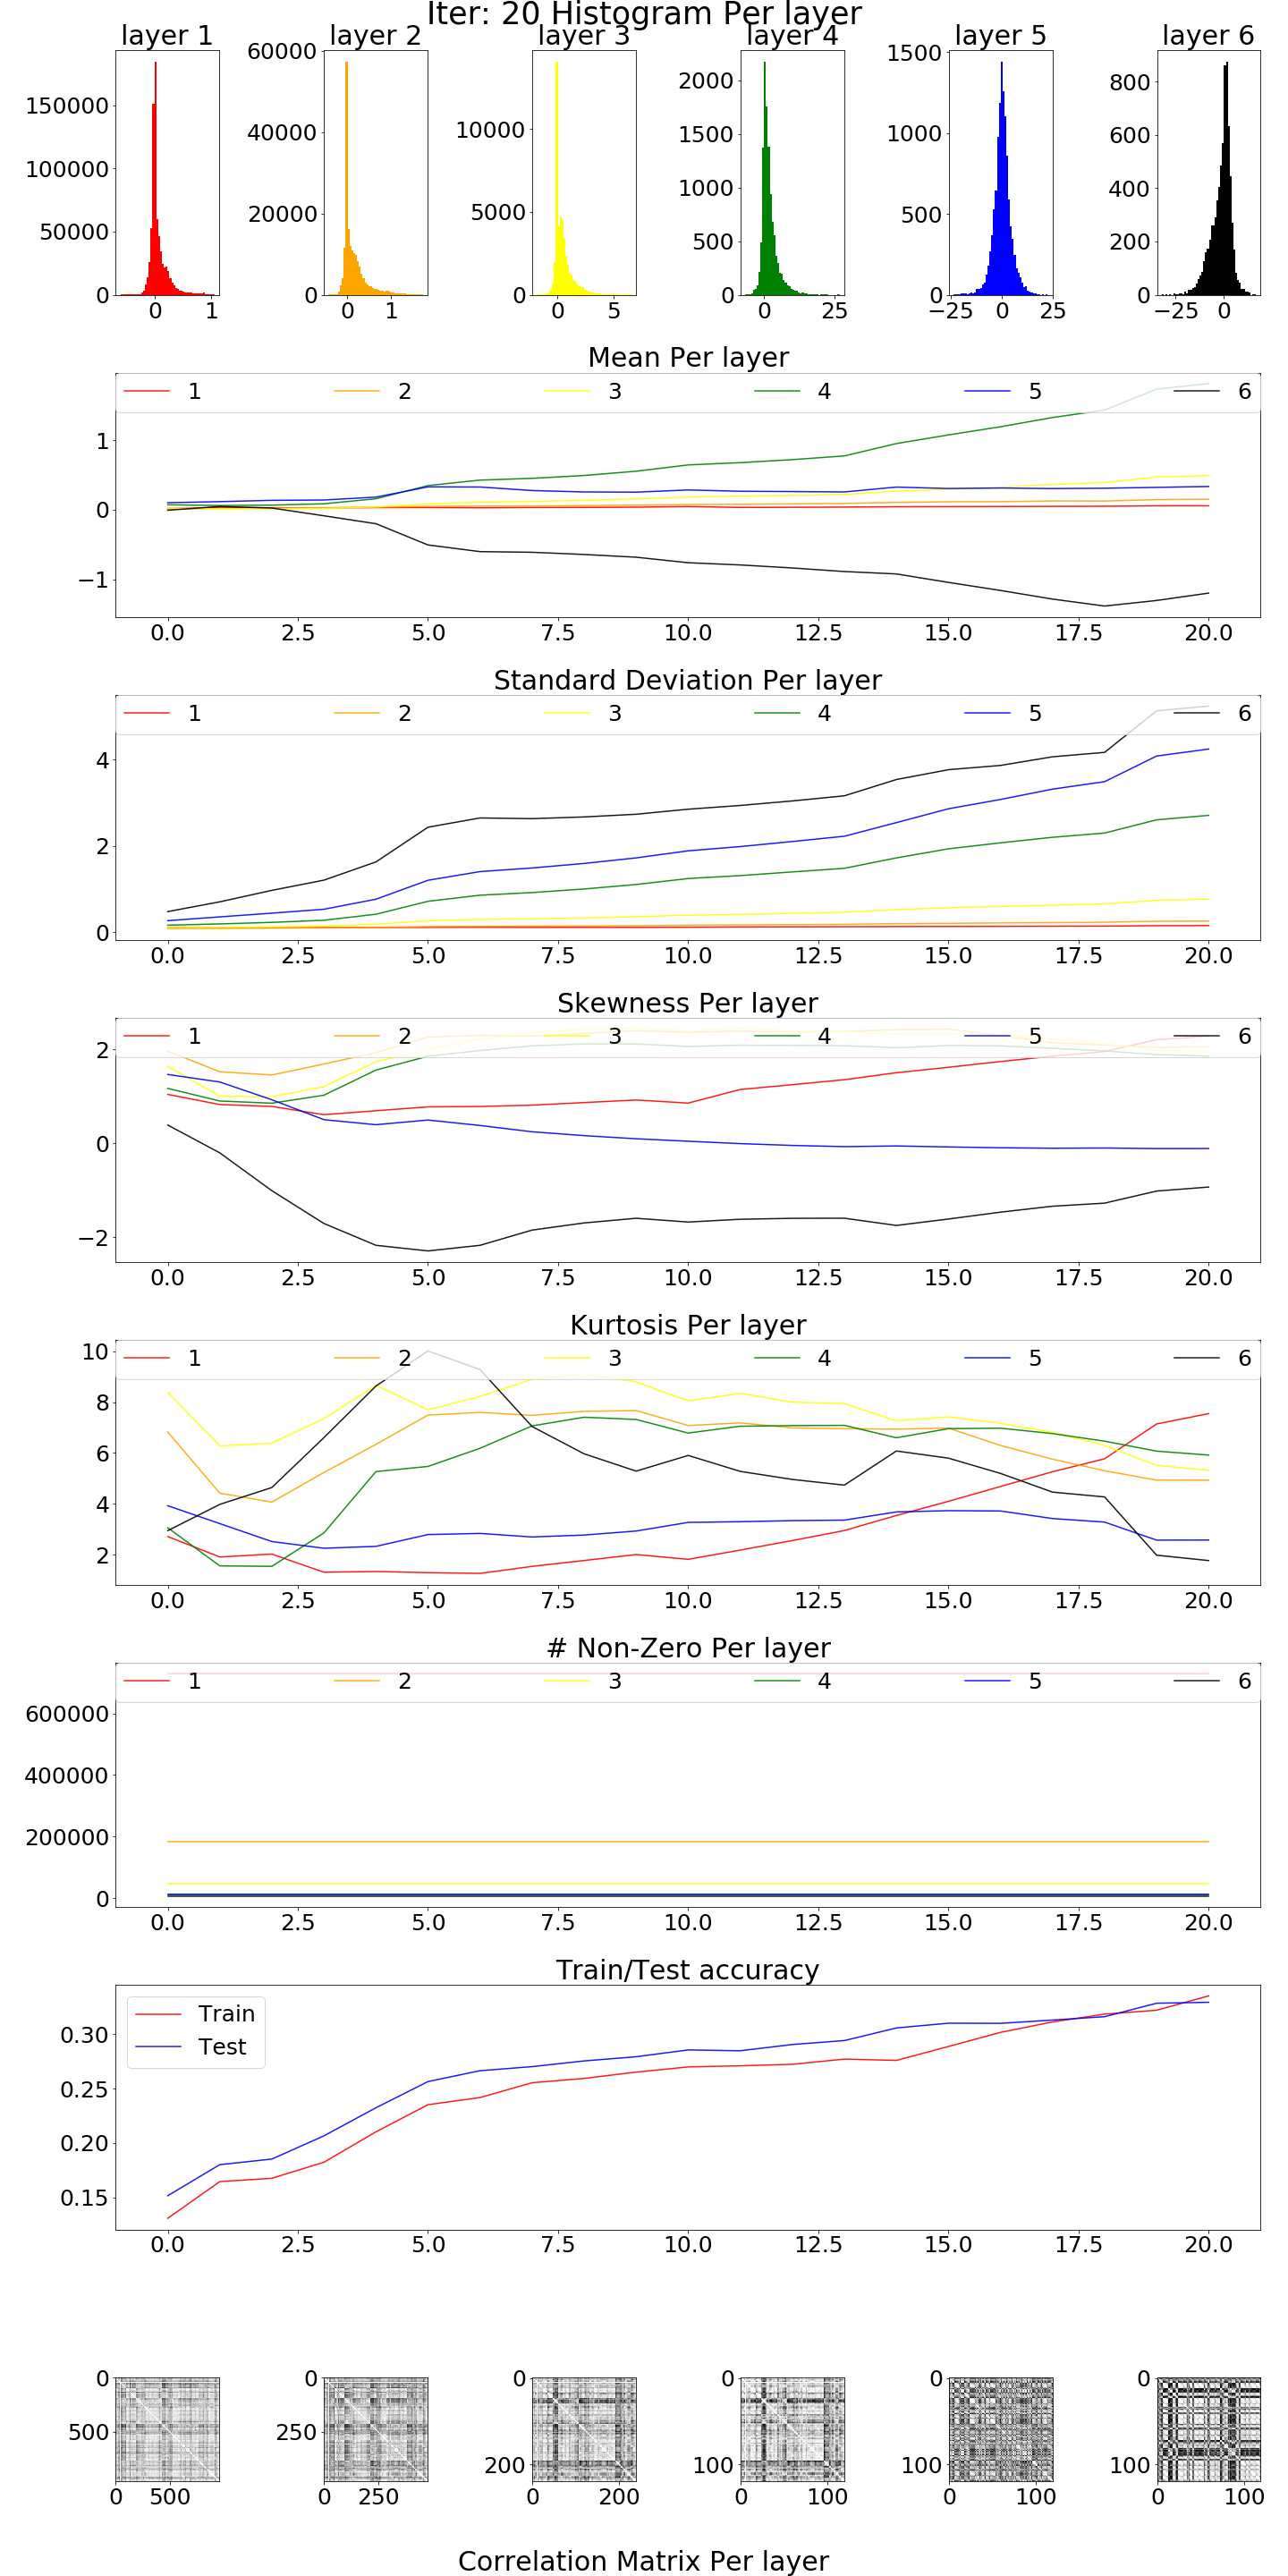 Iter: 20 Histogram Per layer
layer 1 layer 2 layer 3 layer 4 layer 5 layer 6
150000 100000 50000 0
0 1
60000 40000 20000 0
0 1
10000 5000 0
0 5
2000 1500 1000 500 0
0 25
1500 1000 500 0
−25 0 25
800 600 400 200 0
−25 0
Mean Per layer
1 2 3 4 5 6
1
0
−1
0.0 2.5 5.0 7.5 10.0 12.5 15.0 17.5 20.0
Standard Deviation Per layer
1 2 3 4 5 6
4
2
0
0.0 2.5 5.0 7.5 10.0 12.5 15.0 17.5 20.0
Skewness Per layer
1 2 3 4 5 6
2
0
−2
0.0 2.5 5.0 7.5 10.0 12.5 15.0 17.5 20.0
Kurtosis Per layer
1 2 3 4 5 6
10
8
6
4
2
0.0 2.5 5.0 7.5 10.0 12.5 15.0 17.5 20.0
# Non-Zero Per layer
1 2 3 4 5 6
600000
400000
200000
0
0.0 2.5 5.0 7.5 10.0 12.5 15.0 17.5 20.0
Train/Test accuracy
Train
Test
0.30
0.25
0.20
0.15
0.0 2.5 5.0 7.5 10.0 12.5 15.0 17.5 20.0
0 500
0 500
0 250
0 250
0 200
0 200
0 100
0 100
0 100
0 100
0 100
0 100
Correlation Matrix Per layer